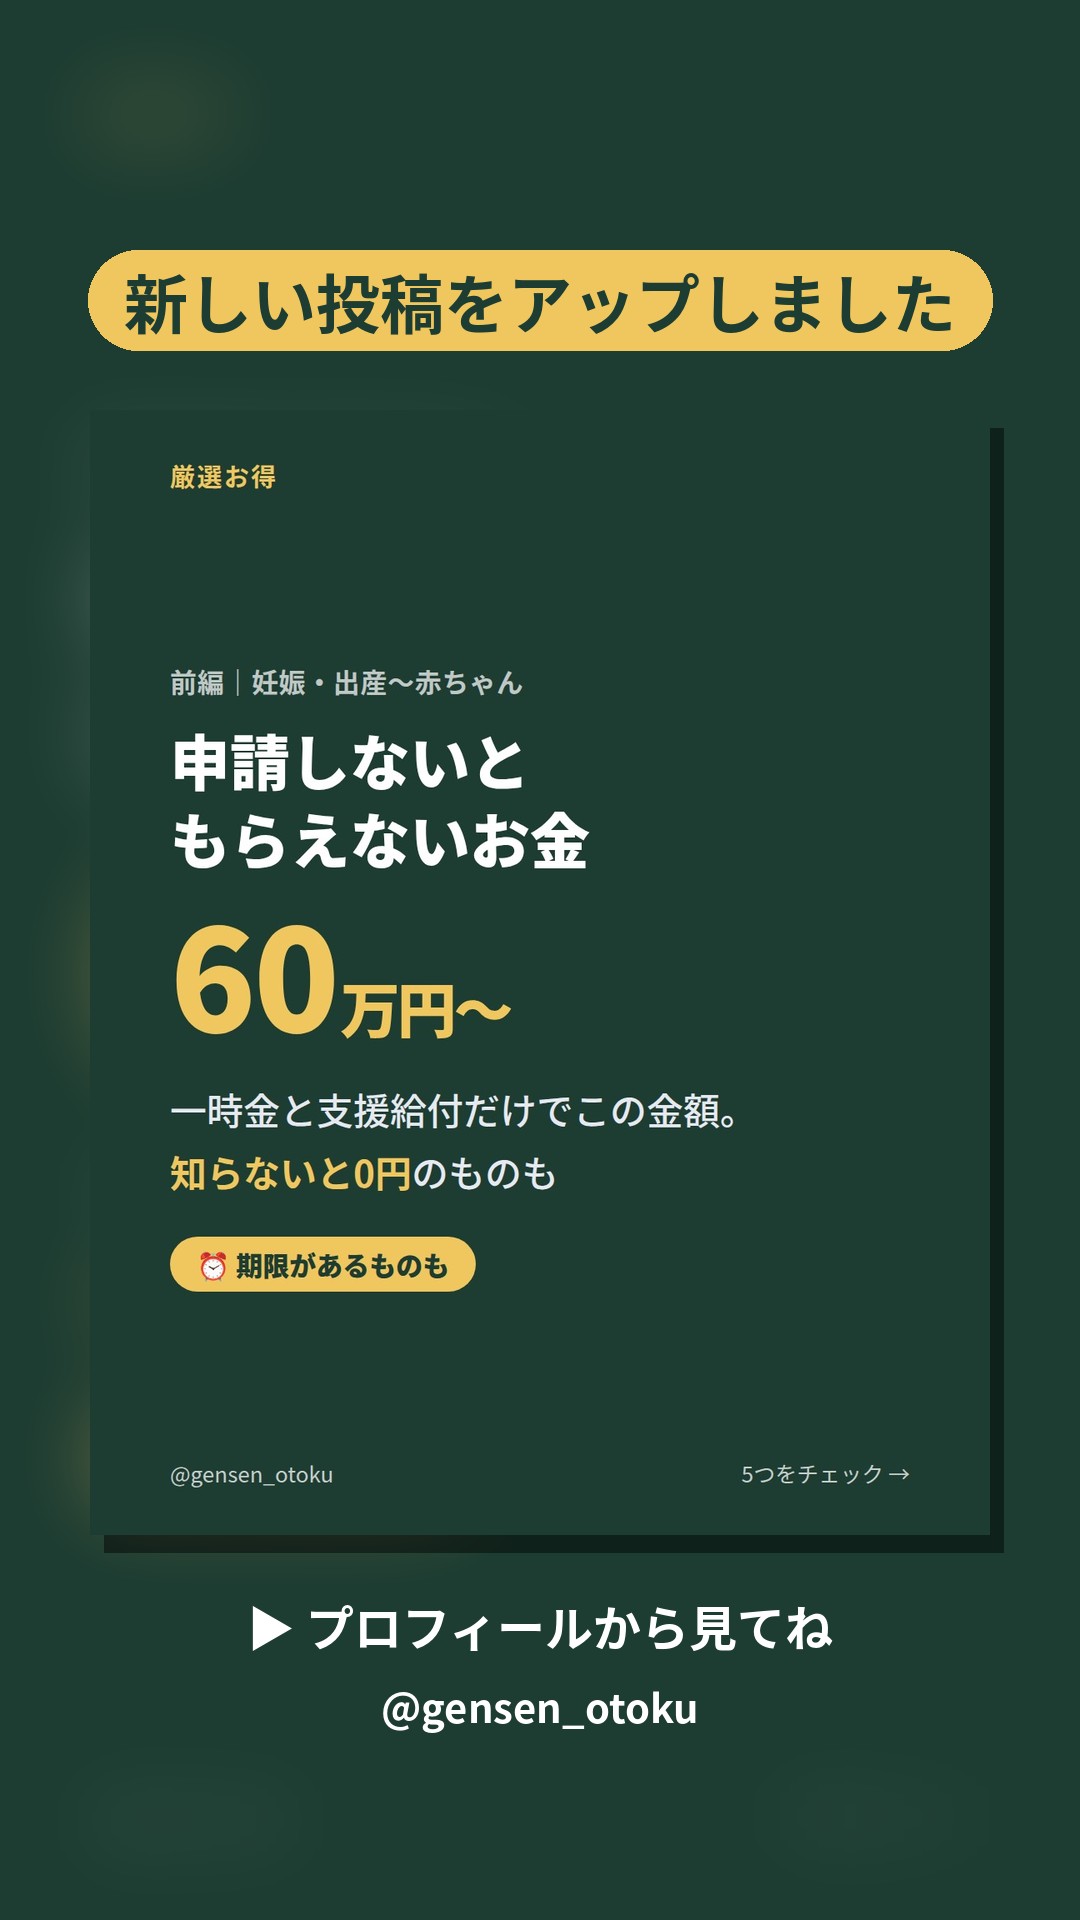 新しい投稿をアップしました
厳選お得
前編｜妊娠・出産〜赤ちゃん
申請しないと
もらえないお金
60万円〜
一時金と支援給付だけでこの金額。
知らないと0円のものも
⏰ 期限があるものも
@gensen_otoku
5つをチェック →
▶ プロフィールから見てね
@gensen_otoku